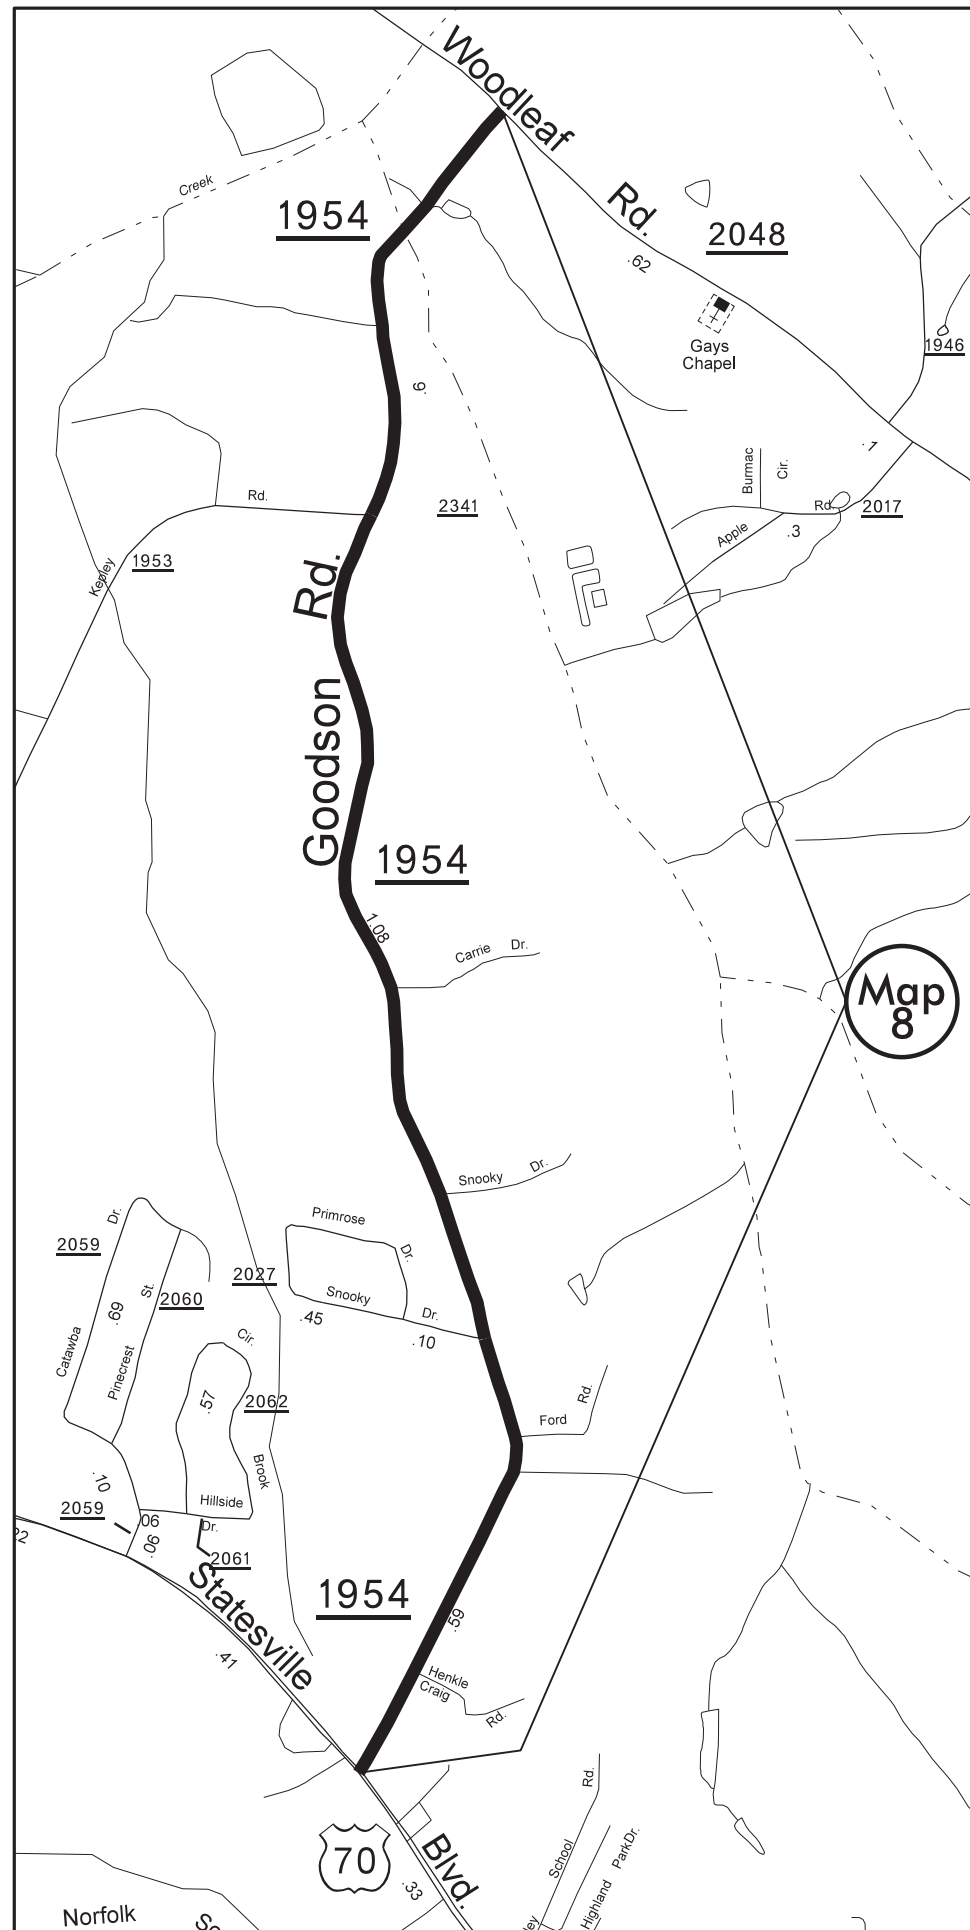 Woodleaf Rd.
Creek
1954
2048
.62
Gays
Chapel
1946
.9
.1
Burmac Cir.
Rd.
2341
Rd.
2017
Apple
.3
1953
Kepley
Goodson Rd.
1954
1.08
Carrie Dr.
Map
8
Snooky Dr.
Primrose Dr.
2059
Dr.
2027
St.
2060
.69
Snooky Dr.
.45
.10
Cir.
Catawba
Pinecrest
.57
2062
Ford Rd.
Brook
.10
Hillside
2059
.06
Dr.
.06
2061
Statesville
1954
.59
.41
Henkle
Craig
Rd.
Rd.
70
Blvd.
School
Highland Park Dr.
.33
Norfolk